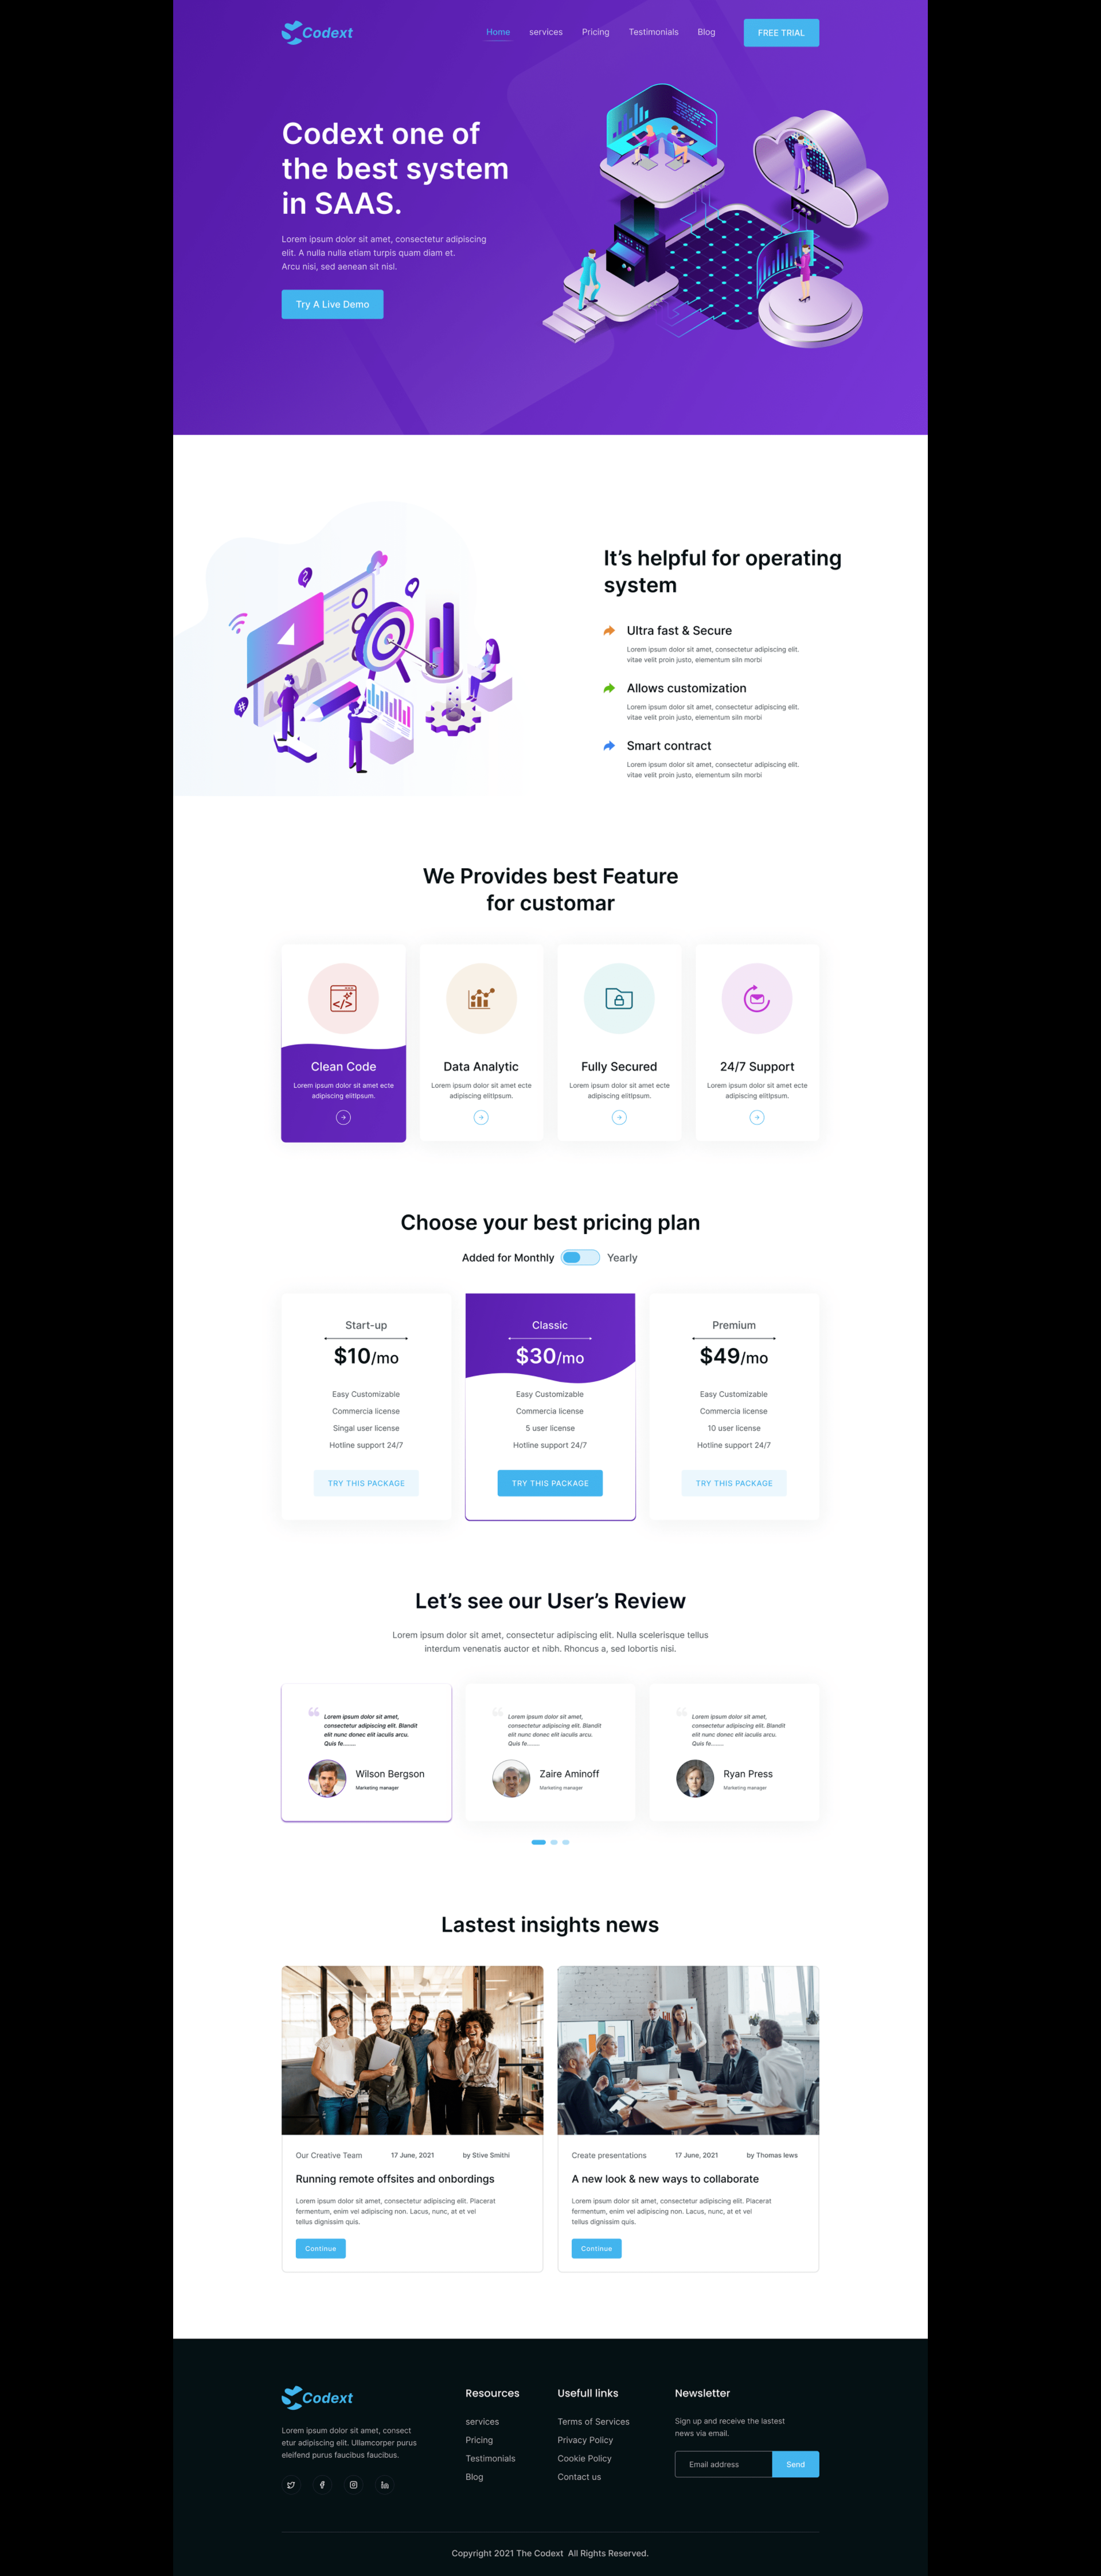 Codext
Home services Pricing Testimonials Blog FREE TRIAL
Codext one of
the best system
in SAAS.
Lorem ipsum dolor sit amet, consectetur adipiscing
elit. A nulla nulla etiam turpis quam diam et.
Arcu nisi, sed aenean sit nisl.
Try A Live Demo
It’s helpful for operating
system
Ultra fast & Secure
Lorem ipsum dolor sit amet, consectetur adipiscing elit.
vitae velit proin justo, elementum siin morbi
Allows customization
Lorem ipsum dolor sit amet, consectetur adipiscing elit.
vitae velit proin justo, elementum siin morbi
Smart contract
Lorem ipsum dolor sit amet, consectetur adipiscing elit.
vitae velit proin justo, elementum siin morbi
We Provides best Feature
for customar
Clean Code
Lorem ipsum dolor sit amet ecte
adipiscing elitIpsum.
Data Analytic
Lorem ipsum dolor sit amet ecte
adipiscing elitIpsum.
Fully Secured
Lorem ipsum dolor sit amet ecte
adipiscing elitIpsum.
24/7 Support
Lorem ipsum dolor sit amet ecte
adipiscing elitIpsum.
Choose your best pricing plan
Added for Monthly Yearly
Start-up
$10/mo
Easy Customizable
Commercia license
Singal user license
Hotline support 24/7
TRY THIS PACKAGE
Classic
$30/mo
Easy Customizable
Commercia license
5 user license
Hotline support 24/7
TRY THIS PACKAGE
Premium
$49/mo
Easy Customizable
Commercia license
10 user license
Hotline support 24/7
TRY THIS PACKAGE
Let’s see our User’s Review
Lorem ipsum dolor sit amet, consectetur adipiscing elit. Nulla scelerisque tellus
interdum venenatis auctor et nibh. Rhoncus a, sed lobortis nisi.
Lorem ipsum dolor sit amet,
consectetur adipiscing elit. Blandit
elit nunc donec elit iaculis arcu.
Quis fe........
Wilson Bergson
Marketing manager
Lorem ipsum dolor sit amet,
consectetur adipiscing elit. Blandit
elit nunc donec elit iaculis arcu.
Quis fe........
Zaire Aminoff
Marketing manager
Lorem ipsum dolor sit amet,
consectetur adipiscing elit. Blandit
elit nunc donec elit iaculis arcu.
Quis fe........
Ryan Press
Marketing manager
Lastest insights news
Our Creative Team 17 June, 2021 by Stive Smithi
Running remote offsites and onbordings
Lorem ipsum dolor sit amet, consectetur adipiscing elit. Placerat
fermentum, enim vel adipiscing non. Lacus, nunc, at et vel
tellus dignissim quis.
Continue
Create presentations 17 June, 2021 by Thomas lews
A new look & new ways to collaborate
Lorem ipsum dolor sit amet, consectetur adipiscing elit. Placerat
fermentum, enim vel adipiscing non. Lacus, nunc, at et vel
tellus dignissim quis.
Continue
Codext
Lorem ipsum dolor sit amet, consect
etur adipiscing elit. Ullamcorper purus
eleifend purus faucibus faucibus.
Resources
services
Pricing
Testimonials
Blog
Usefull links
Terms of Services
Privacy Policy
Cookie Policy
Contact us
Newsletter
Sign up and receive the lastest
news via email.
Email address Send
Copyright 2021 The Codext All Rights Reserved.